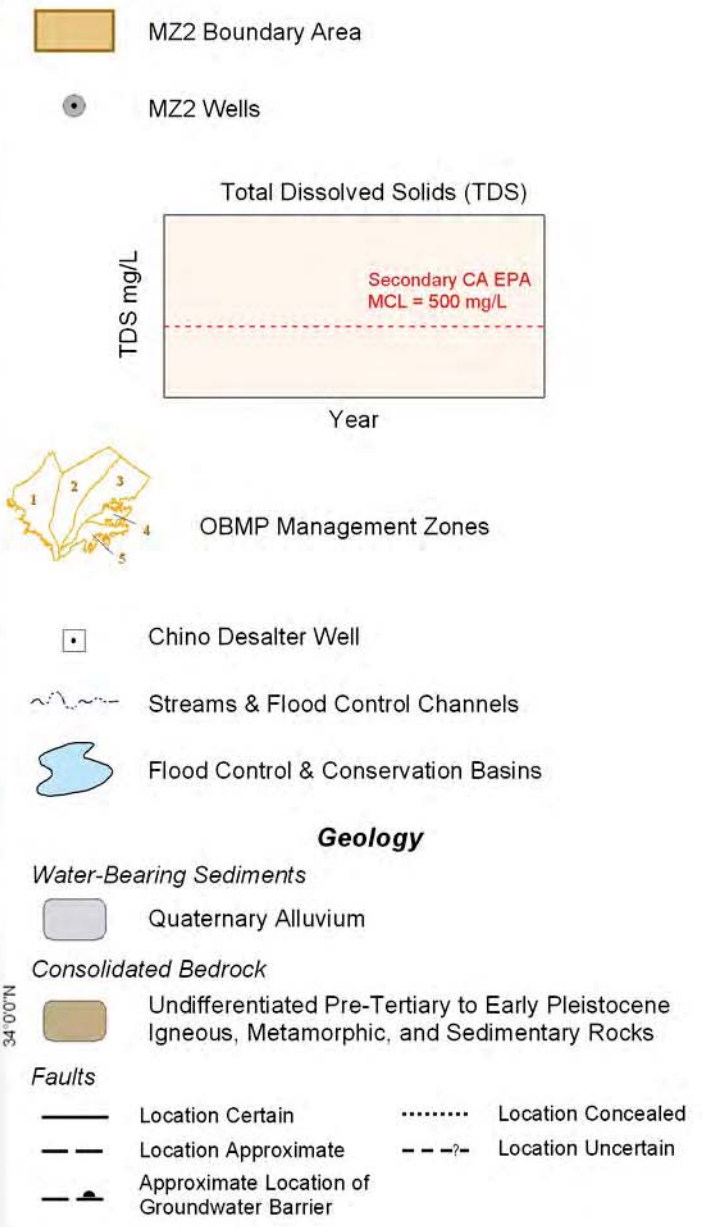 MZ2 Boundary Area
MZ2 Wells
Total Dissolved Solids (TDS)
TDS mg/L
Secondary CA EPA
MCL = 500 mg/L
Year
1
2
3
4
5
OBMP Management Zones
Chino Desalter Well
Streams & Flood Control Channels
Flood Control & Conservation Basins
Geology
Water-Bearing Sediments
Quaternary Alluvium
Consolidated Bedrock
34°0'0"N
Undifferentiated Pre-Tertiary to Early Pleistocene
Igneous, Metamorphic, and Sedimentary Rocks
Faults
Location Certain
Location Concealed
Location Approximate
?
Location Uncertain
Approximate Location of
Groundwater Barrier